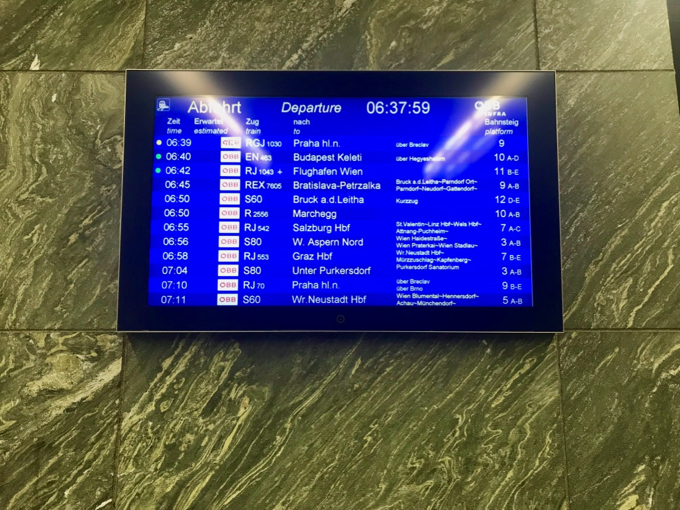 Abfahrt Departure 06:37:59 ÖBB INFRA
Zeit Erwartet Zug nach Bahnsteig
time estimated train to platform
06:39 RGJ 1030 Praha hl.n. über Breclav 9
06:40 ÖBB EN 463 Budapest Keleti über Hegyeshalom 10 A-D
06:42 ÖBB RJ 1043 + Flughafen Wien 11 B-E
06:45 ÖBB REX 7605 Bratislava-Petrzalka Bruck a.d.Leitha~Parndorf Ort~ 9 A-B
Parndorf~Neudorf~Gattendorf~
06:50 ÖBB S60 Bruck a.d.Leitha Kurzzug 12 D-E
06:50 ÖBB R 2556 Marchegg 10 A-B
06:55 ÖBB RJ 542 Salzburg Hbf St.Valentin~Linz Hbf~Wels Hbf~ 7 A-C
Attnang-Puchheim~
06:56 ÖBB S80 W. Aspern Nord Wien Haidestraße~ 3 A-B
Wien Praterkai~Wien Stadlau~
06:58 ÖBB RJ 553 Graz Hbf Wr.Neustadt Hbf~ 7 B-E
Mürzzuschlag~Kapfenberg~
07:04 ÖBB S80 Unter Purkersdorf Purkersdorf Sanatorium 3 A-B
07:10 ÖBB RJ 70 Praha hl.n. über Breclav 9 B-E
über Brno
07:11 ÖBB S60 Wr.Neustadt Hbf Wien Blumental~Hennersdorf~ 5 A-B
Achau~Münchendorf~